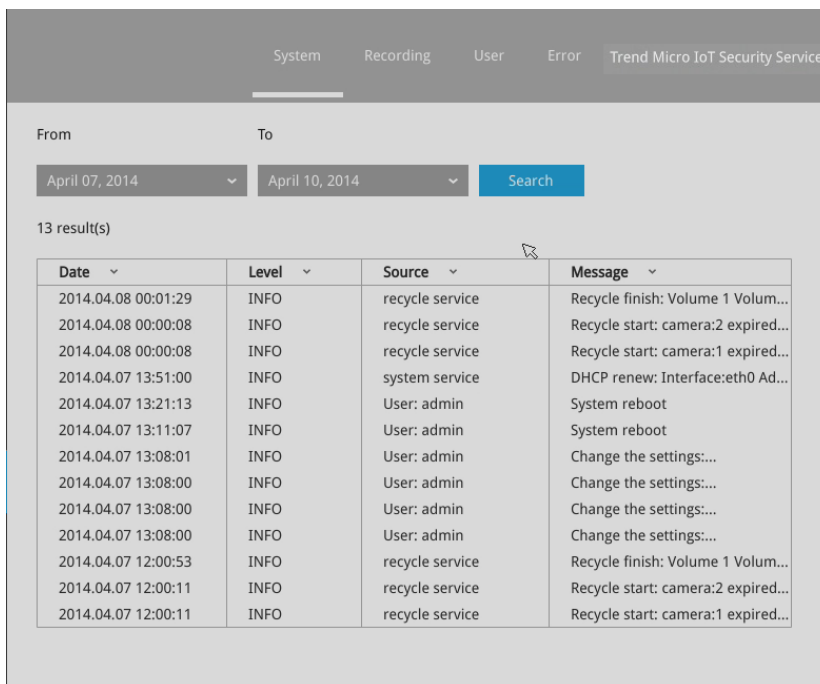 System Recording User Error Trend Micro IoT Security Service
From To
April 07, 2014 April 10, 2014 Search
13 result(s)
Date Level Source Message
2014.04.08 00:01:29 INFO recycle service Recycle finish: Volume 1 Volum...
2014.04.08 00:00:08 INFO recycle service Recycle start: camera:2 expired...
2014.04.08 00:00:08 INFO recycle service Recycle start: camera:1 expired...
2014.04.07 13:51:00 INFO system service DHCP renew: Interface:eth0 Ad...
2014.04.07 13:21:13 INFO User: admin System reboot
2014.04.07 13:11:07 INFO User: admin System reboot
2014.04.07 13:08:01 INFO User: admin Change the settings:...
2014.04.07 13:08:00 INFO User: admin Change the settings:...
2014.04.07 13:08:00 INFO User: admin Change the settings:...
2014.04.07 13:08:00 INFO User: admin Change the settings:...
2014.04.07 12:00:53 INFO recycle service Recycle finish: Volume 1 Volum...
2014.04.07 12:00:11 INFO recycle service Recycle start: camera:2 expired...
2014.04.07 12:00:11 INFO recycle service Recycle start: camera:1 expired...